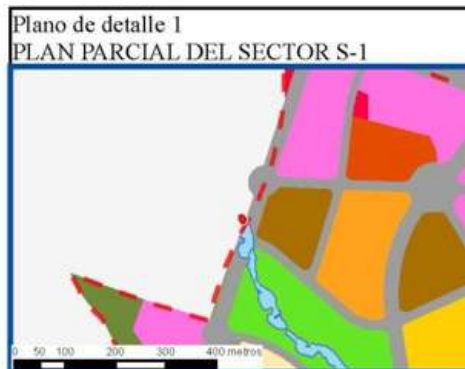 Plano de detalle 1
PLAN PARCIAL DEL SECTOR S-1
0 50 100 200 300 400 metros